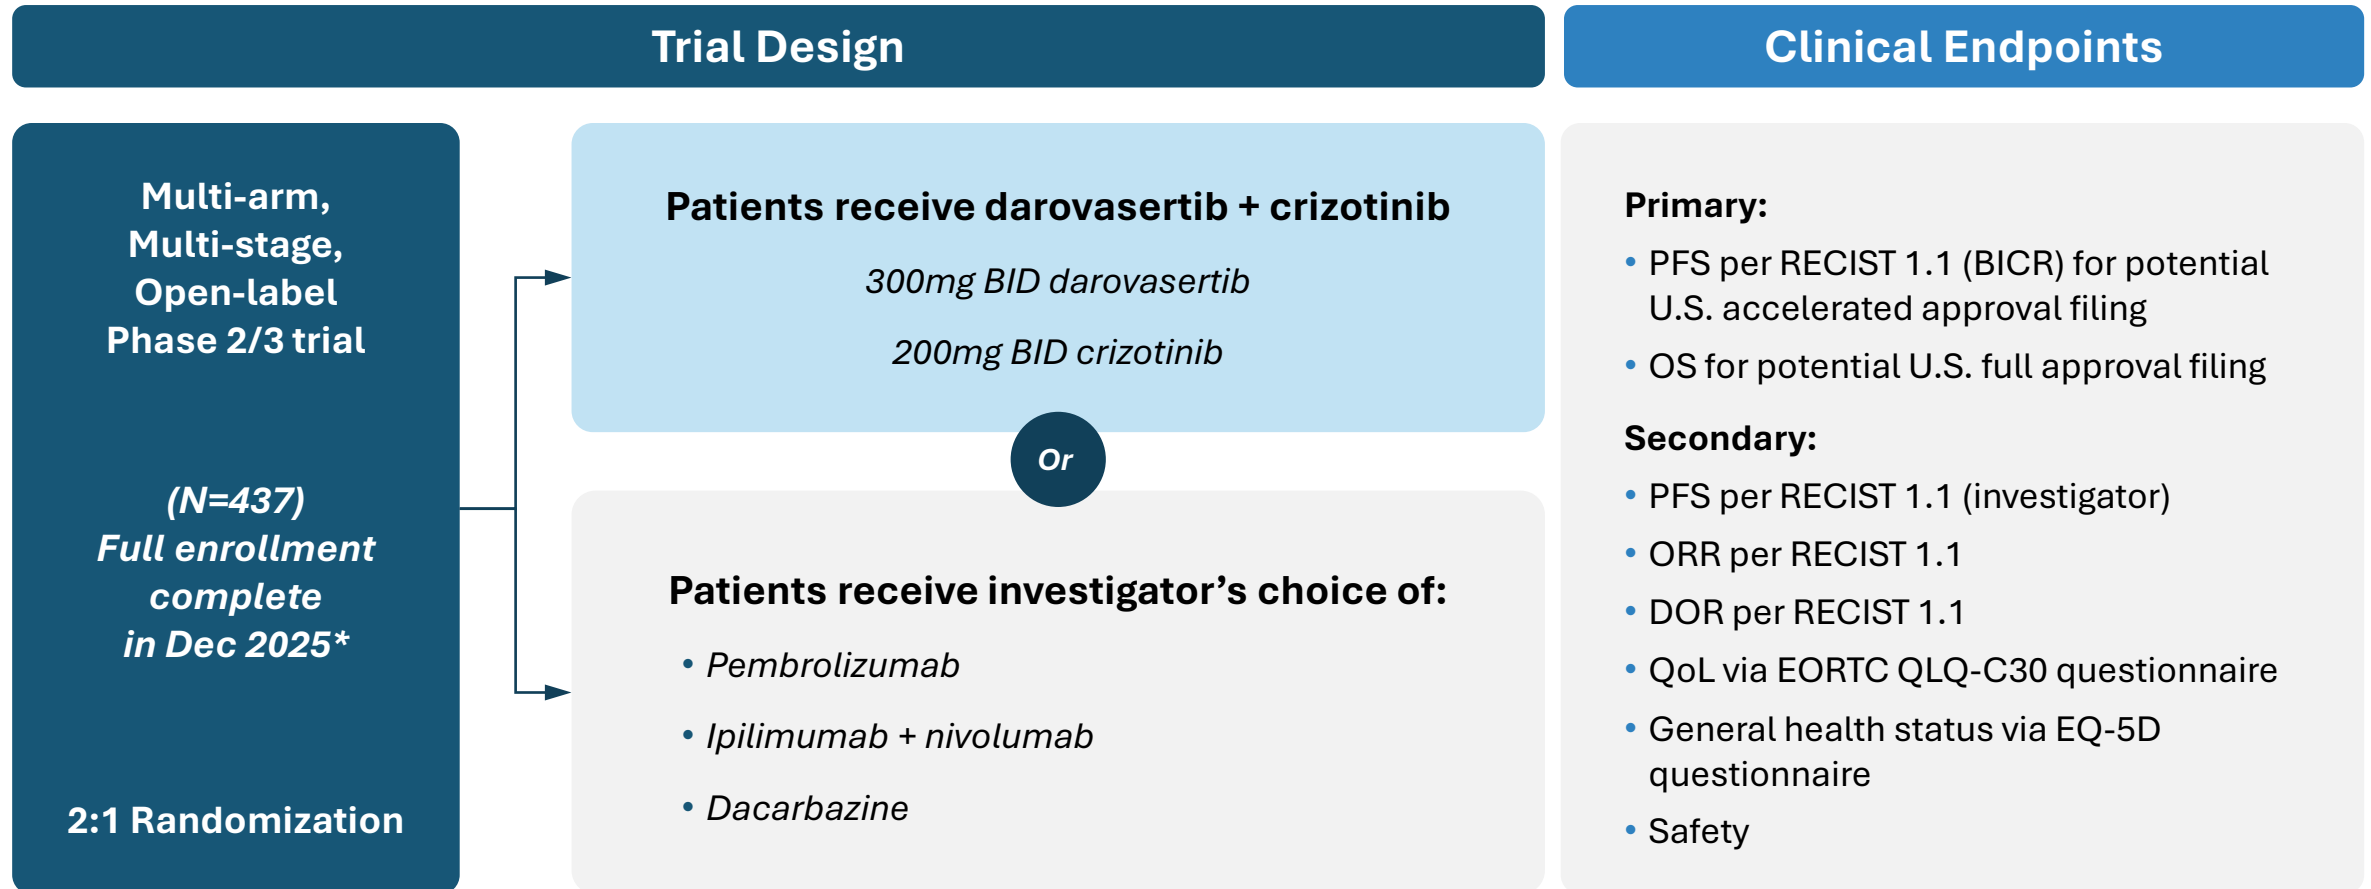 Trial Design
Clinical Endpoints
Multi-arm,
Multi-stage,
Open-label
Phase 2/3 trial
(N=437)
Full enrollment
complete
in Dec 2025*
2:1 Randomization
Patients receive darovasertib + crizotinib
300mg BID darovasertib
200mg BID crizotinib
Or
Patients receive investigator’s choice of:
• Pembrolizumab
• Ipilimumab + nivolumab
• Dacarbazine
Primary:
• PFS per RECIST 1.1 (BICR) for potential
U.S. accelerated approval filing
• OS for potential U.S. full approval filing
Secondary:
• PFS per RECIST 1.1 (investigator)
• ORR per RECIST 1.1
• DOR per RECIST 1.1
• QoL via EORTC QLQ-C30 questionnaire
• General health status via EQ-5D
questionnaire
• Safety